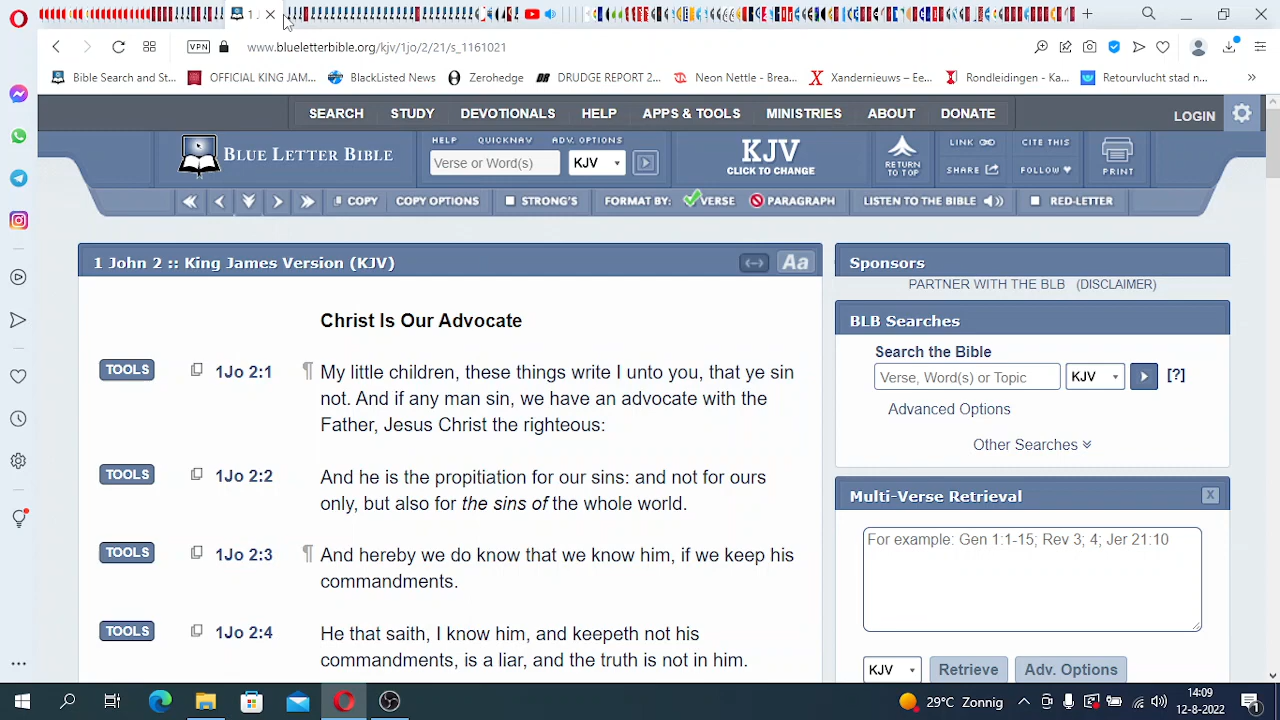 1
VPN
www.blueletterbible.org/kjv/1jo/2/21/s_1161021
Bible Search and St...
OFFICIAL KING JAM...
BlackListed News
Zerohedge
DRUDGE REPORT 2...
Neon Nettle - Brea...
Xandernieuws – Ee...
Rondleidingen - Ka...
Retourvlucht stad n...
SEARCH
STUDY
DEVOTIONALS
HELP
APPS & TOOLS
MINISTRIES
ABOUT
DONATE
LOGIN
BLUE LETTER BIBLE
HELP
QUICKNAV
ADV. OPTIONS
Verse or Word(s)
KJV
KJV
CLICK TO CHANGE
RETURN
TO TOP
LINK
CITE THIS
SHARE
FOLLOW
PRINT
COPY
COPY OPTIONS
STRONG'S
FORMAT BY:
VERSE
PARAGRAPH
LISTEN TO THE BIBLE
RED-LETTER
1 John 2 :: King James Version (KJV)
Aa
Christ Is Our Advocate
TOOLS
1Jo 2:1
¶ My little children, these things write I unto you, that ye sin
not. And if any man sin, we have an advocate with the
Father, Jesus Christ the righteous:
TOOLS
1Jo 2:2
And he is the propitiation for our sins: and not for ours
only, but also for the sins of the whole world.
TOOLS
1Jo 2:3
¶ And hereby we do know that we know him, if we keep his
commandments.
TOOLS
1Jo 2:4
He that saith, I know him, and keepeth not his
commandments, is a liar, and the truth is not in him.
Sponsors
PARTNER WITH THE BLB (DISCLAIMER)
BLB Searches
Search the Bible
Verse, Word(s) or Topic
KJV
[?]
Advanced Options
Other Searches
Multi-Verse Retrieval
X
For example: Gen 1:1-15; Rev 3; 4; Jer 21:10
KJV
Retrieve
Adv. Options
29°C Zonnig
14:09
12-8-2022
1